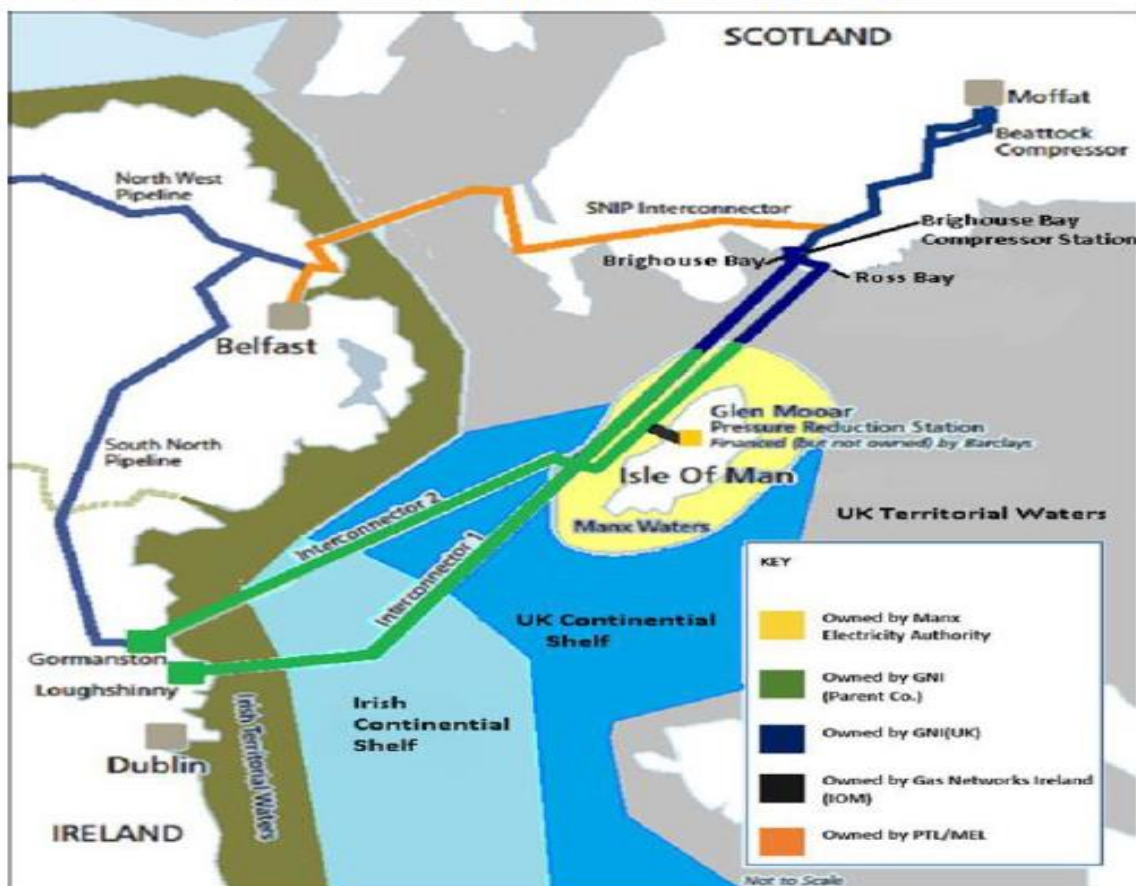 SCOTLAND
Moffat
Beattock
Compressor
North West
Pipeline
SNIP Interconnector
Brighouse Bay
Compressor Station
Brighouse Bay
Ross Bay
Belfast
Glen Mooar
Pressure Reduction Station
Financed (but not owned) by Barclays
Isle Of Man
South North
Pipeline
Manx Waters
UK Territorial Waters
Interconnector 2
Interconnector 1
UK Continential
Shelf
Gormanston
Loughshinny
Irish
Continential
Shelf
Irish Territorial Waters
Dublin
IRELAND
KEY
Owned by Manx
Electricity Authority
Owned by GNI
(Parent Co.)
Owned by GNI(UK)
Owned by Gas Networks Ireland
(IOM)
Owned by PTL/MEL
Not to Scale